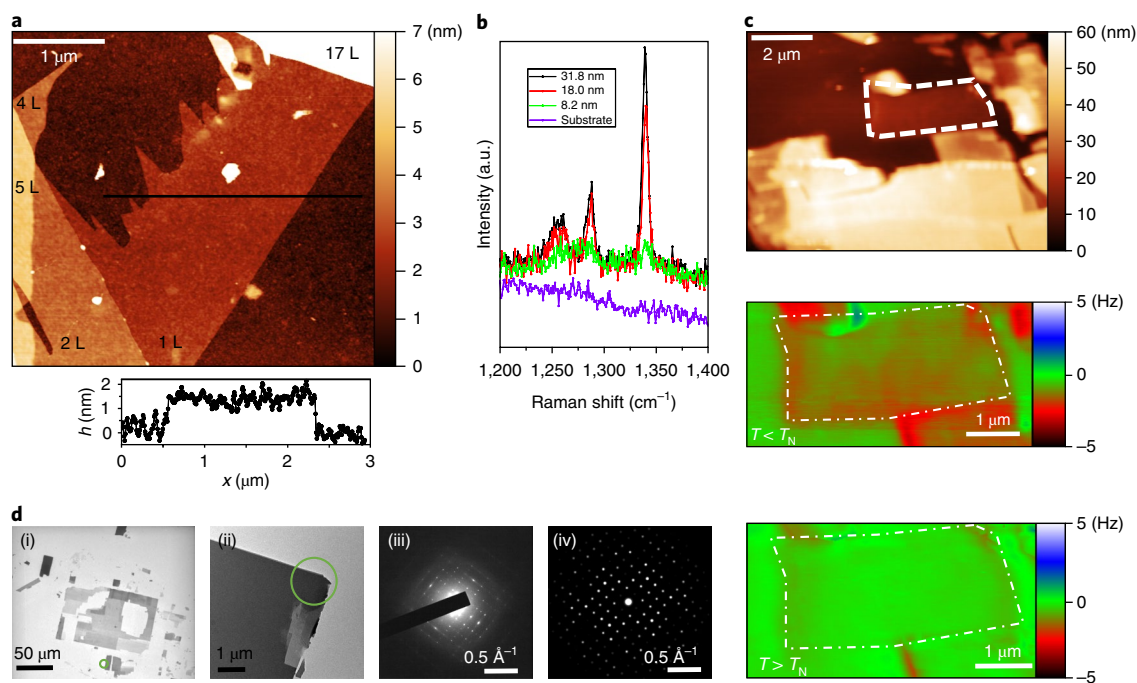 a
1 μm
17 L
4 L
5 L
2 L
1 L
7 (nm)
6
5
4
3
2
1
0
h (nm)
2
1
0
0
1
2
3
x (μm)
b
Intensity (a.u.)
31.8 nm
18.0 nm
8.2 nm
Substrate
1,200
1,250
1,300
1,350
1,400
Raman shift (cm⁻¹)
c
2 μm
60 (nm)
50
40
30
20
10
0
T < T_N
1 μm
5 (Hz)
0
–5
T > T_N
1 μm
5 (Hz)
0
–5
d
(i)
50 μm
(ii)
1 μm
(iii)
0.5 Å⁻¹
(iv)
0.5 Å⁻¹